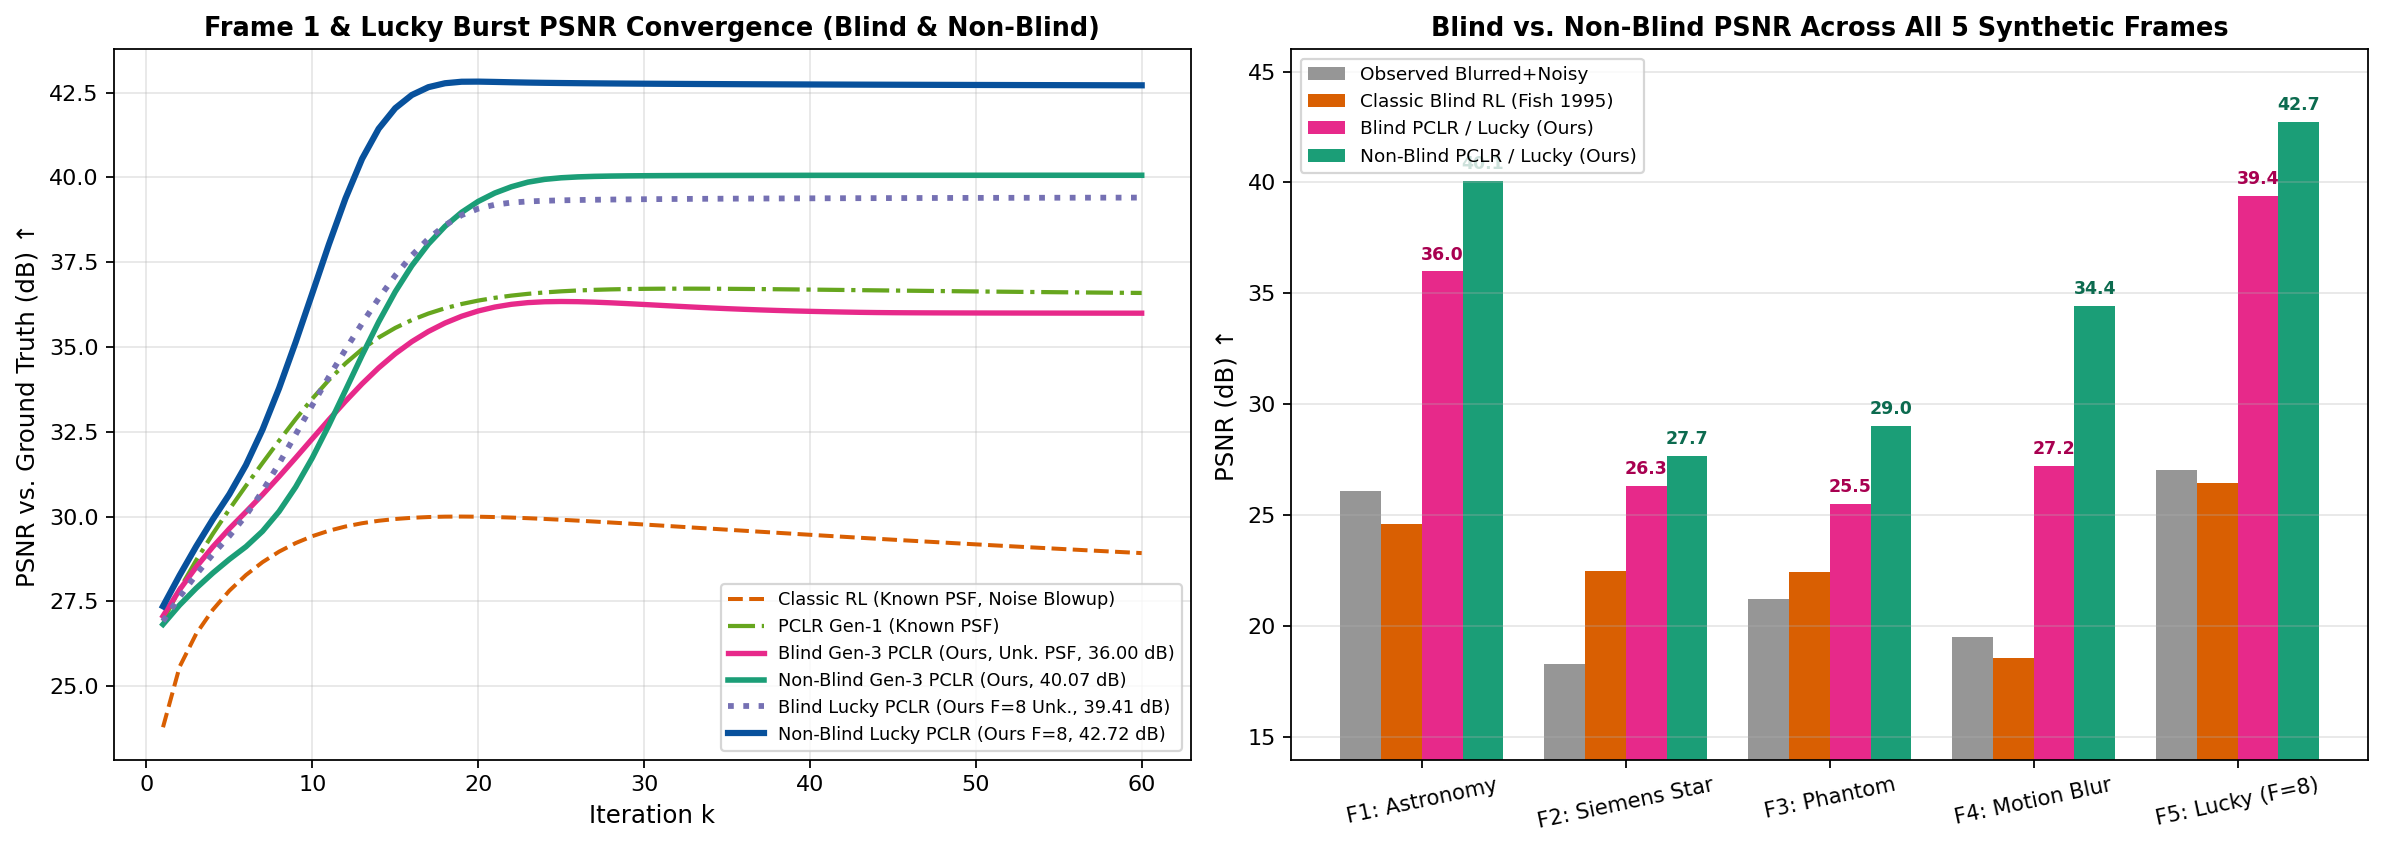 Frame 1 & Lucky Burst PSNR Convergence (Blind & Non-Blind)
PSNR vs. Ground Truth (dB) ↑
42.5
40.0
37.5
35.0
32.5
30.0
27.5
25.0
Classic RL (Known PSF, Noise Blowup)
PCLR Gen-1 (Known PSF)
Blind Gen-3 PCLR (Ours, Unk. PSF, 36.00 dB)
Non-Blind Gen-3 PCLR (Ours, 40.07 dB)
Blind Lucky PCLR (Ours F=8 Unk., 39.41 dB)
Non-Blind Lucky PCLR (Ours F=8, 42.72 dB)
0 10 20 30 40 50 60
Iteration k
Blind vs. Non-Blind PSNR Across All 5 Synthetic Frames
PSNR (dB) ↑
45
40
35
30
25
20
15
Observed Blurred+Noisy
Classic Blind RL (Fish 1995)
Blind PCLR / Lucky (Ours)
Non-Blind PCLR / Lucky (Ours)
36.0
40.1
26.3
27.7
25.5
29.0
27.2
34.4
39.4
42.7
F1: Astronomy
F2: Siemens Star
F3: Phantom
F4: Motion Blur
F5: Lucky (F=8)